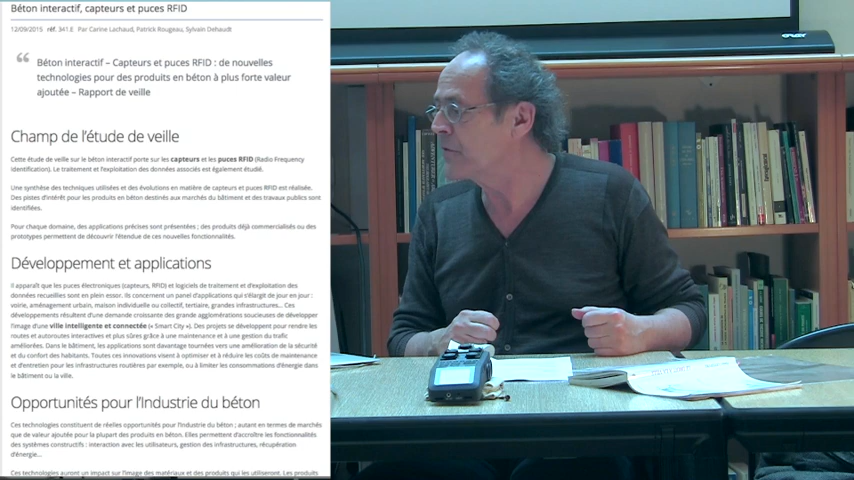 Béton interactif, capteurs et puces RFID
12/09/2015 réf. 341.E Par Carine Lachaud, Patrick Rougeau, Sylvain Dehaudt
Béton interactif – Capteurs et puces RFID : de nouvelles
technologies pour des produits en béton à plus forte valeur
ajoutée – Rapport de veille
Champ de l'étude de veille
Cette étude de veille sur le béton interactif porte sur les capteurs et les puces RFID (Radio Frequency
Identification). Le traitement et l'exploitation des données associés est également étudié.
Une synthèse des techniques utilisées et des évolutions en matière de capteurs et puces RFID est réalisée.
Des pistes d'intérêt pour les produits en béton destinés aux marchés du bâtiment et des travaux publics sont
identifiées.
Pour chaque domaine, des applications précises sont présentées ; des produits déjà commercialisés ou des
prototypes permettent de découvrir l'étendue de ces nouvelles fonctionnalités.
Développement et applications
Il apparaît que les puces électroniques (capteurs, RFID) et logiciels de traitement et d'exploitation des
données recueillies sont en plein essor. Ils concernent un panel d'applications qui s'élargit de jour en jour :
voirie, aménagement urbain, maison individuelle ou collectif, tertiaire, grandes infrastructures... Ces
développements résultent d'une demande croissante des grande agglomérations soucieuse de développer
l'image d'une ville intelligente et connectée (« Smart City »). Des projets se développent pour rendre les
routes et autoroutes interactives et plus sûres grâce à une maintenance et à une gestion du trafic
améliorées. Dans le bâtiment, les applications sont davantage tournées vers une amélioration de la sécurité
et du confort des habitants. Toutes ces innovations visent à optimiser et à réduire les coûts de maintenance
et d'entretien pour les infrastructures routières par exemple, ou à limiter les consommations d'énergie dans
le bâtiment ou la ville.
Opportunités pour l'Industrie du béton
Ces technologies constituent de réelles opportunités pour l'Industrie du béton ; autant en termes de marchés
que de valeur ajoutée pour la plupart des produits en béton. Elles permettent d'accroître les fonctionnalités
des systèmes constructifs : interaction avec les utilisateurs, gestion des infrastructures, récupération
d'énergie...
Ces technologies auront un impact sur l'image des matériaux et des produits qui les utiliseront. Les produits